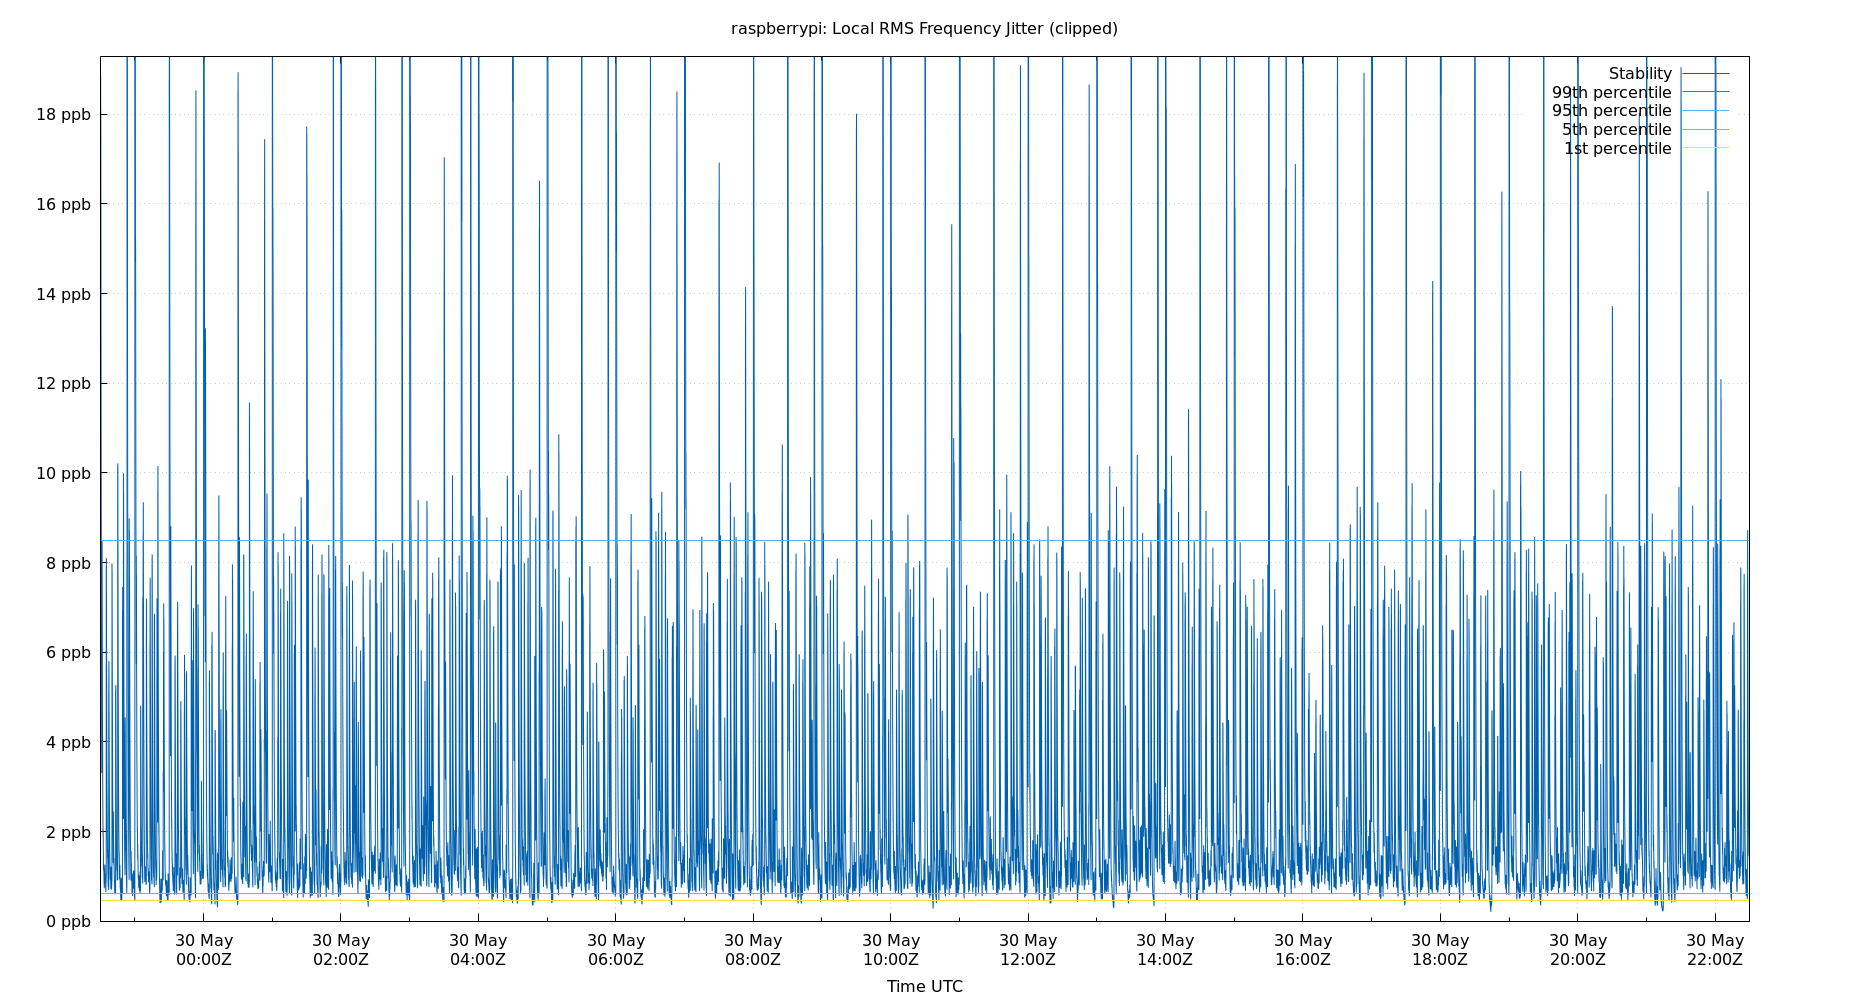 raspberrypi: Local RMS Frequency Jitter (clipped)
Stability
99th percentile
95th percentile
5th percentile
1st percentile
18 ppb
16 ppb
14 ppb
12 ppb
10 ppb
8 ppb
6 ppb
4 ppb
2 ppb
0 ppb
30 May 30 May 30 May 30 May 30 May 30 May 30 May 30 May 30 May 30 May 30 May 30 May
00:00Z 02:00Z 04:00Z 06:00Z 08:00Z 10:00Z 12:00Z 14:00Z 16:00Z 18:00Z 20:00Z 22:00Z
Time UTC